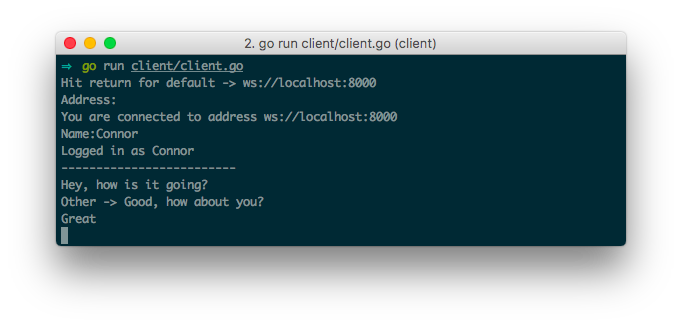 2. go run client/client.go (client)
⇒ go run client/client.go
Hit return for default -> ws://localhost:8000
Address:
You are connected to address ws://localhost:8000
Name:Connor
Logged in as Connor
-------------------------
Hey, how is it going?
Other -> Good, how about you?
Great